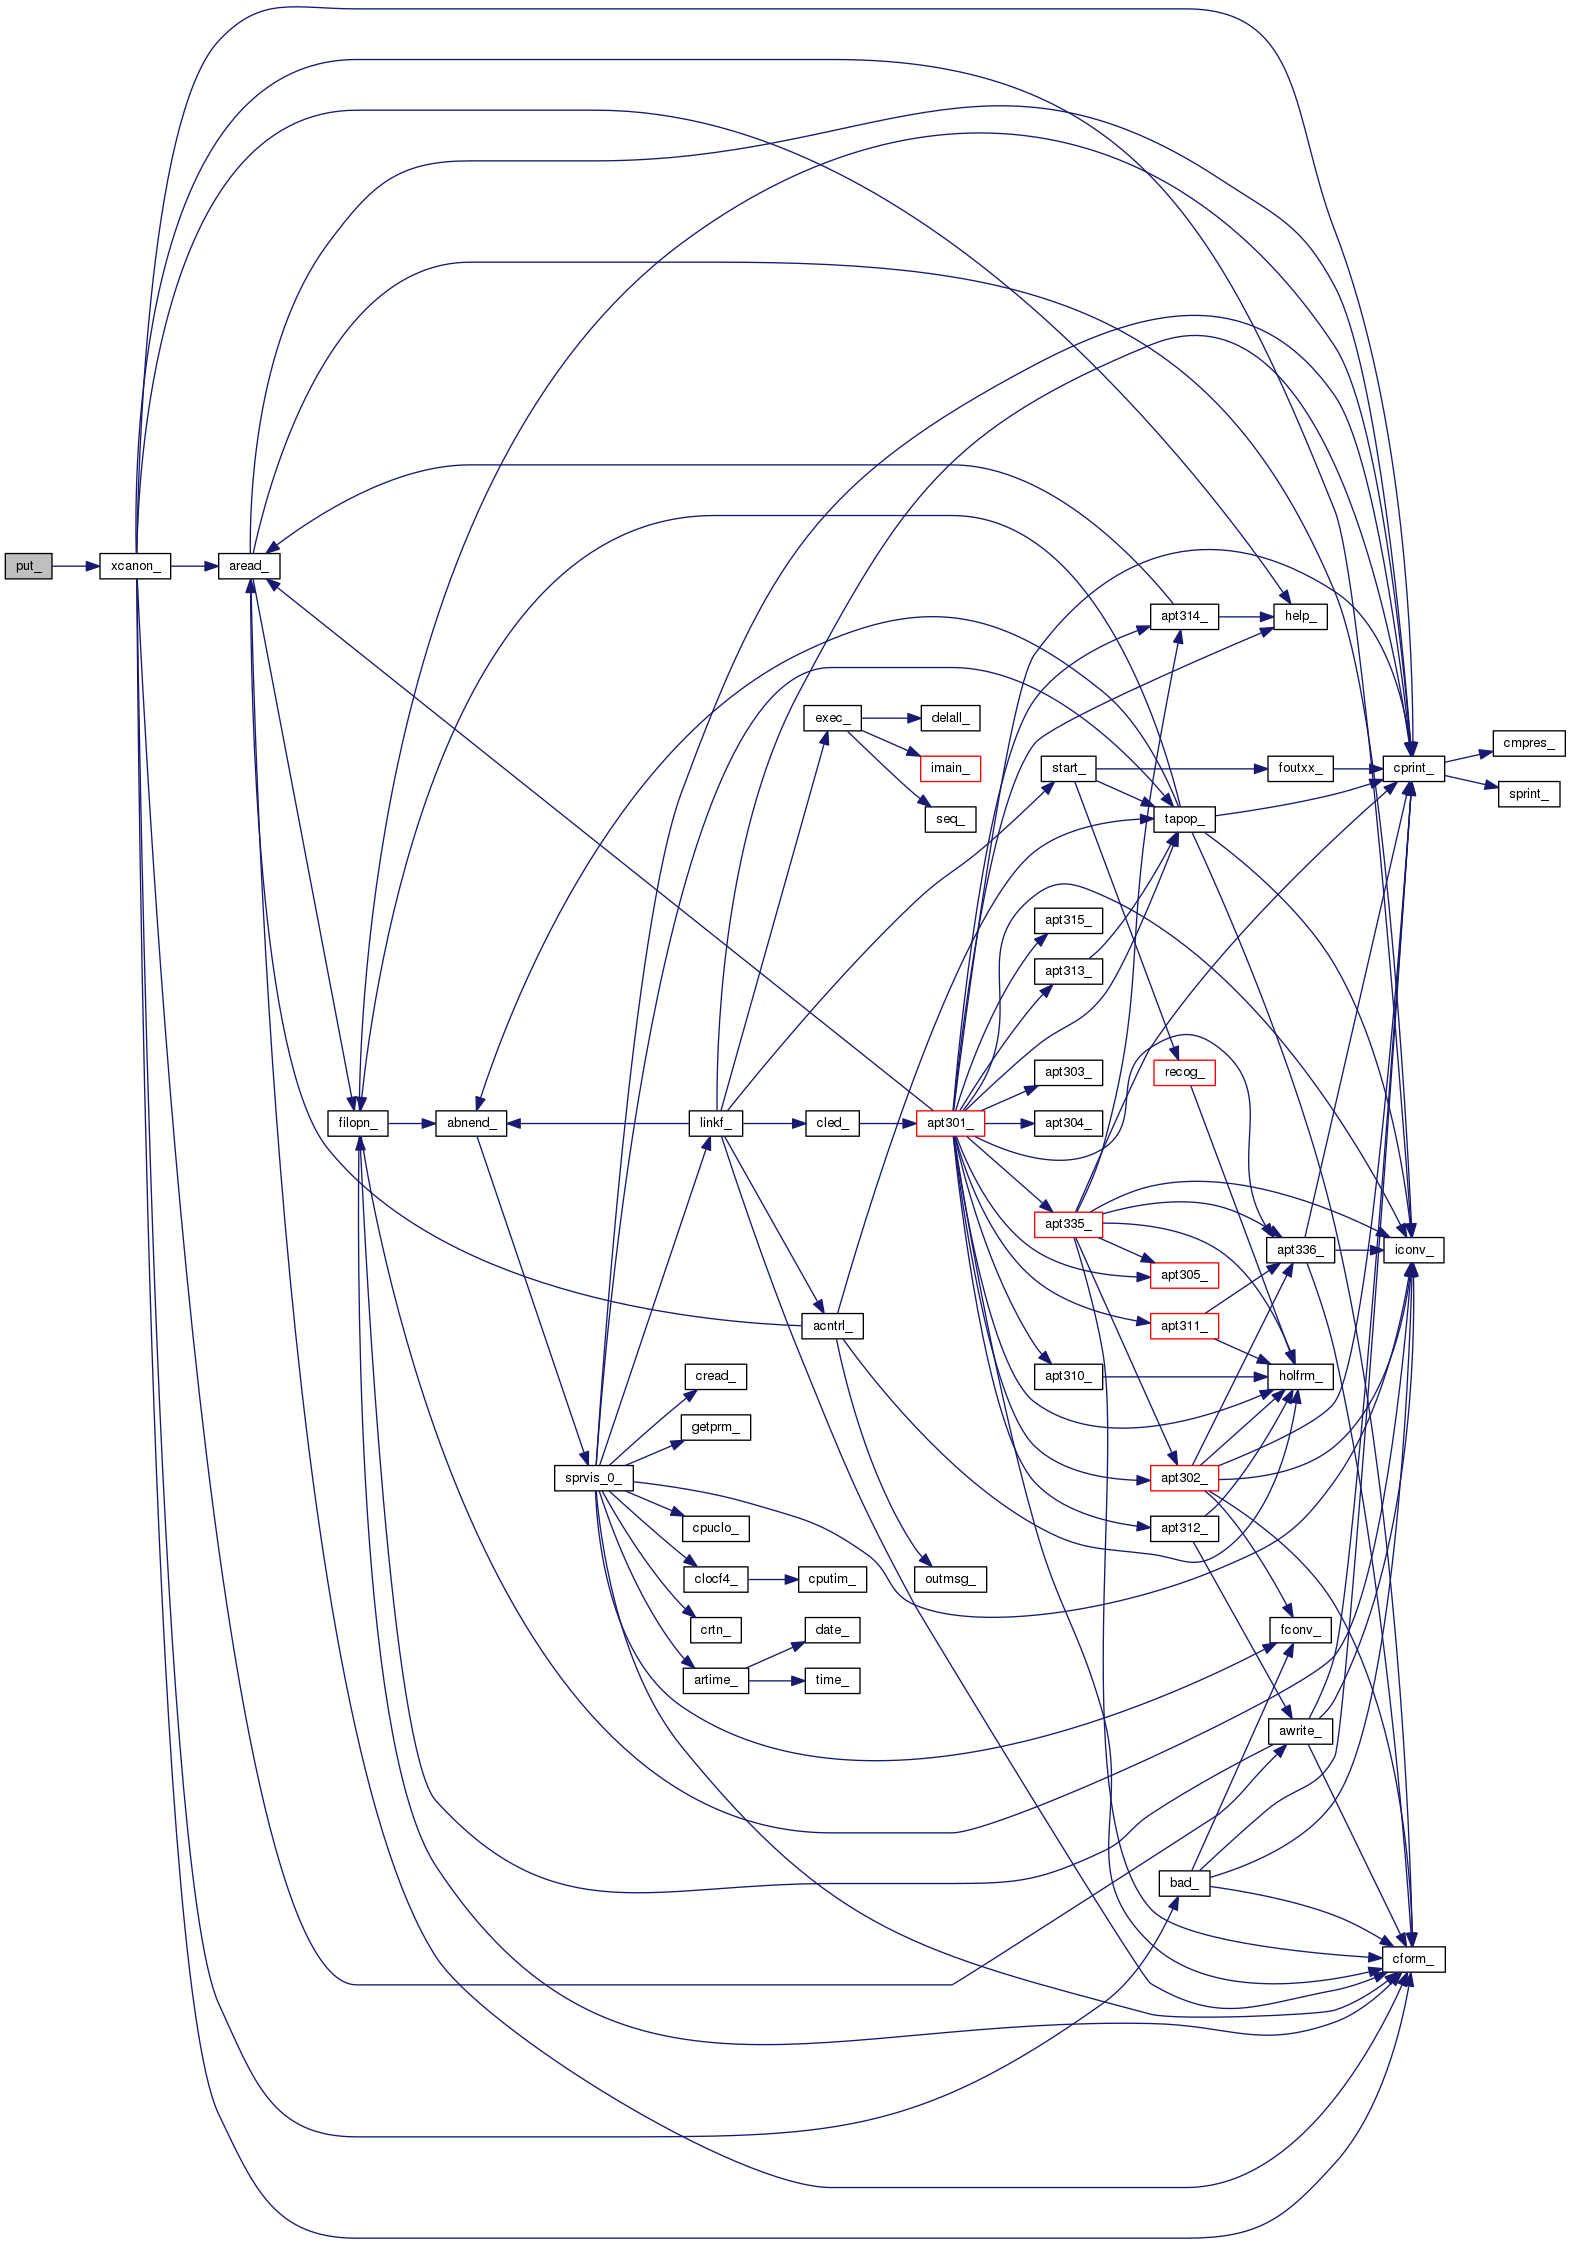 put_
xcanon_
aread_
filopn_
abnend_
sprvis_0_
linkf_
cread_
getprm_
cpuclo_
clocf4_
crtn_
artime_
exec_
cled_
acntrl_
cputim_
date_
time_
delall_
imain_
seq_
apt301_
outmsg_
start_
apt315_
apt313_
apt303_
apt304_
apt335_
apt310_
apt314_
tapop_
recog_
apt305_
apt311_
apt302_
apt312_
bad_
help_
foutxx_
apt336_
holfrm_
fconv_
awrite_
cprint_
iconv_
cform_
cmpres_
sprint_